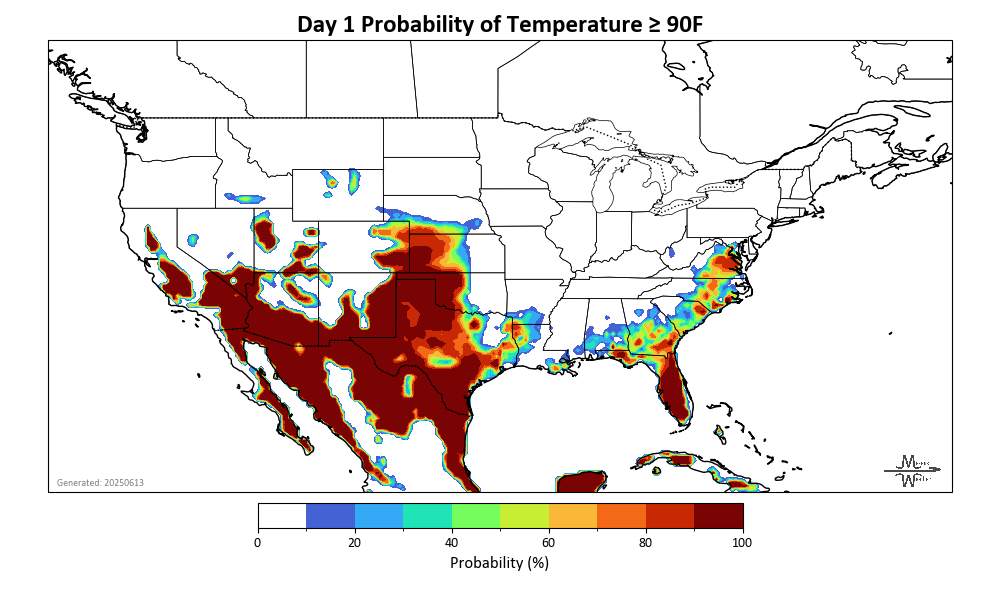 Day 1 Probability of Temperature ≥ 90F
Generated: 20250613
0 20 40 60 80 100
Probability (%)